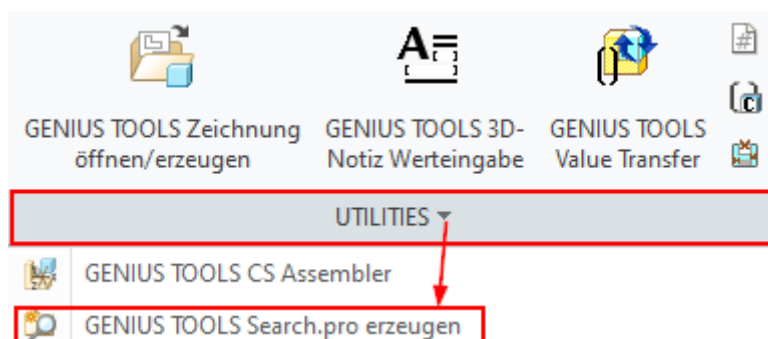 A
GENIUS TOOLS Zeichnung
öffnen/erzeugen
GENIUS TOOLS 3D-
Notiz Werteingabe
GENIUS TOOLS
Value Transfer
UTILITIES
GENIUS TOOLS CS Assembler
GENIUS TOOLS Search.pro erzeugen